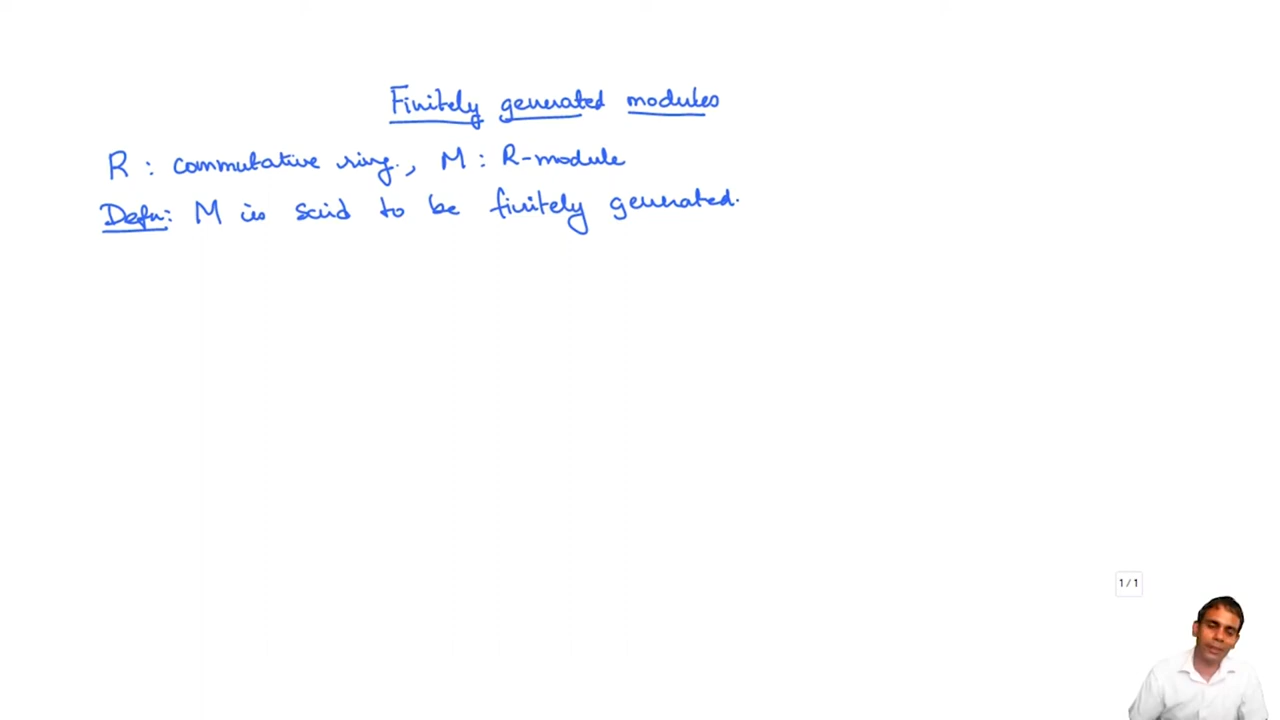 Finitely generated modules
R : commutative ring., M : R-module
Defn: M is said to be finitely generated.
1 / 1